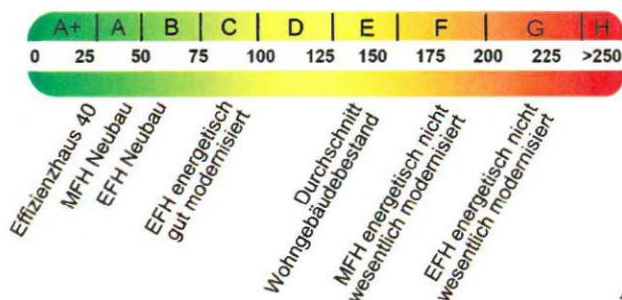 A+ A B C D E F G H
0 25 50 75 100 125 150 175 200 225 >250
Effizienzhaus 40
MFH Neubau
EFH Neubau
EFH energetisch
gut modernisiert
Durchschnitt
Wohngebäudebestand
MFH energetisch nicht
wesentlich modernisiert
EFH energetisch nicht
wesentlich modernisiert